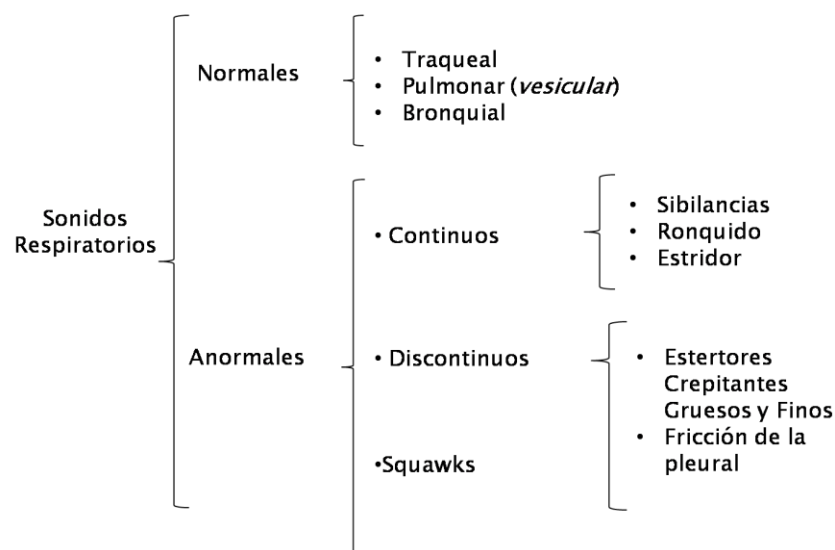 Sonidos
Respiratorios
Normales
• Traqueal
• Pulmonar (vesicular)
• Bronquial
Anormales
• Continuos
• Sibilancias
• Ronquido
• Estridor
• Discontinuos
• Estertores
Crepitantes
Gruesos y Finos
• Fricción de la
pleural
•Squawks